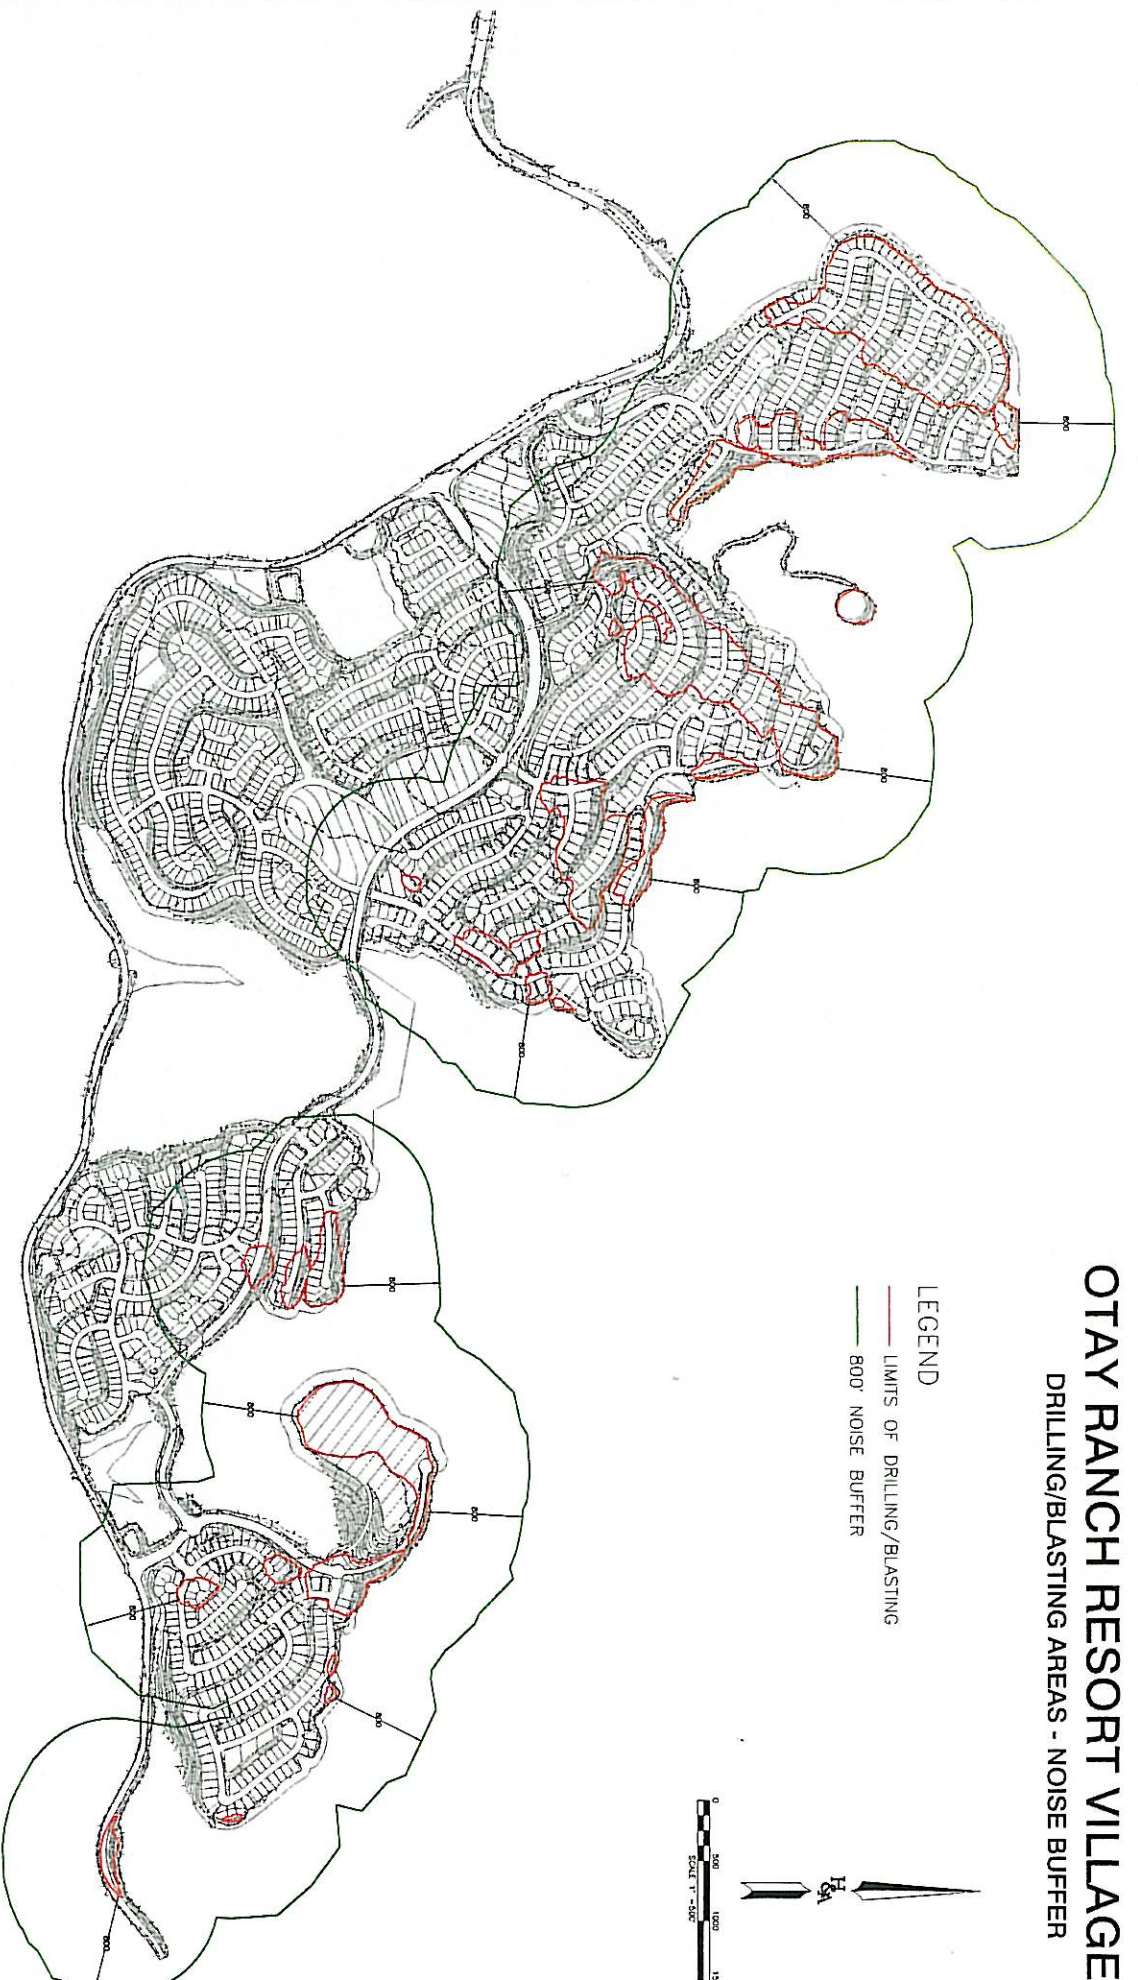 OTAY RANCH RESORT VILLAGE
DRILLING/BLASTING AREAS - NOISE BUFFER
LEGEND
LIMITS OF DRILLING/BLASTING
800' NOISE BUFFER
800
800
800
800
800
800
800
800
800
800
800
0
500
1000
SCALE 1" =500'